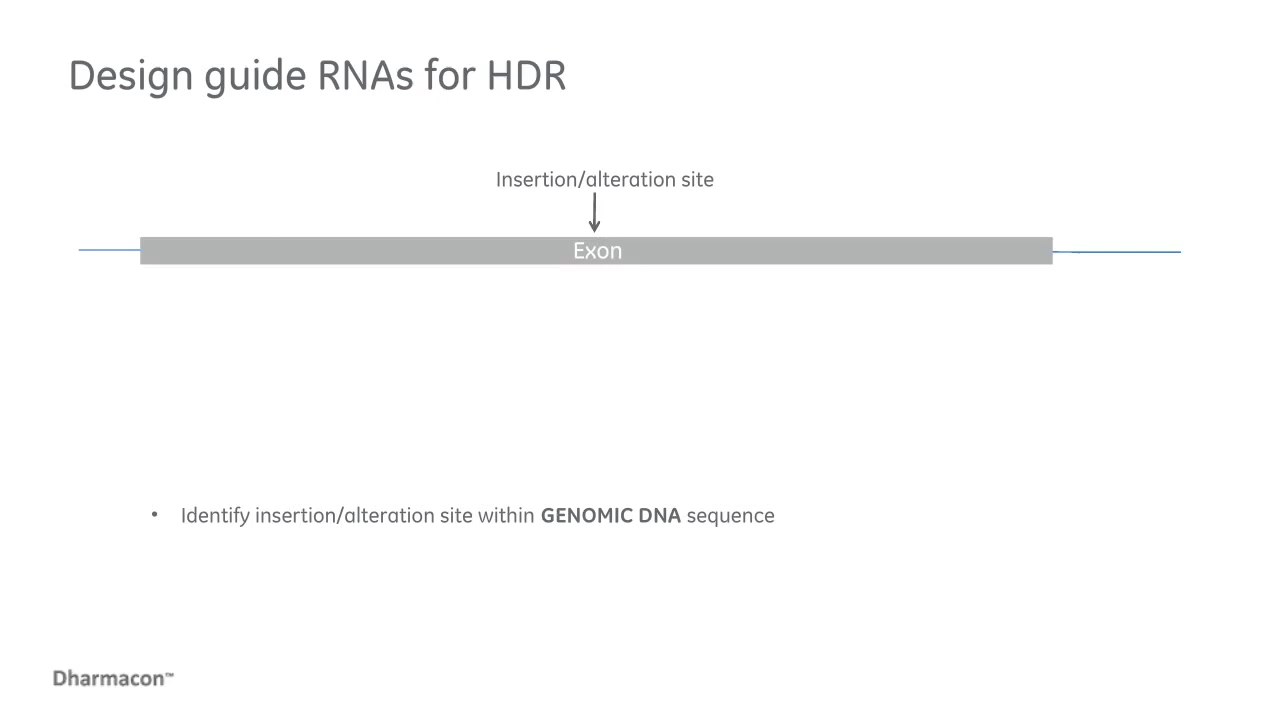 Design guide RNAs for HDR
Insertion/alteration site
Exon
• Identify insertion/alteration site within GENOMIC DNA sequence
Dharmacon™